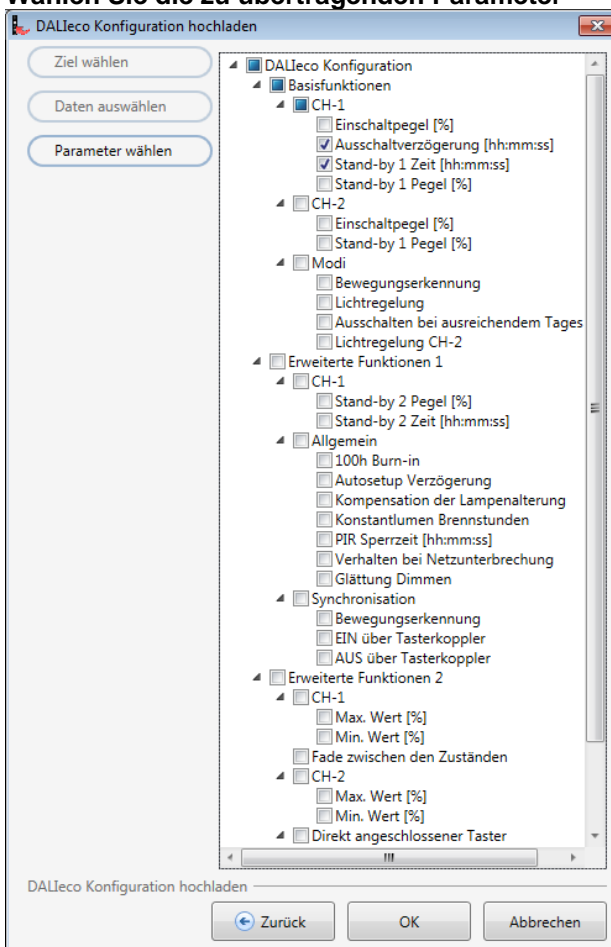 Wählen Sie die zu übertragenden Parameter
DALIeco Konfiguration hochladen
Ziel wählen
Daten auswählen
Parameter wählen
DALIeco Konfiguration
Basisfunktionen
CH-1
Einschaltpegel [%]
Ausschaltverzögerung [hh:mm:ss]
Stand-by 1 Zeit [hh:mm:ss]
Stand-by 1 Pegel [%]
CH-2
Einschaltpegel [%]
Stand-by 1 Pegel [%]
Modi
Bewegungserkennung
Lichtregelung
Ausschalten bei ausreichendem Tages
Lichtregelung CH-2
Erweiterte Funktionen 1
CH-1
Stand-by 2 Pegel [%]
Stand-by 2 Zeit [hh:mm:ss]
Allgemein
100h Burn-in
Autosetup Verzögerung
Kompensation der Lampenalterung
Konstantlumen Brennstunden
PIR Sperrzeit [hh:mm:ss]
Verhalten bei Netzunterbrechung
Glättung Dimmen
Synchronisation
Bewegungserkennung
EIN über Tasterkoppler
AUS über Tasterkoppler
Erweiterte Funktionen 2
CH-1
Max. Wert [%]
Min. Wert [%]
Fade zwischen den Zuständen
CH-2
Max. Wert [%]
Min. Wert [%]
Direkt angeschlossener Taster
DALIeco Konfiguration hochladen
Zurück
OK
Abbrechen